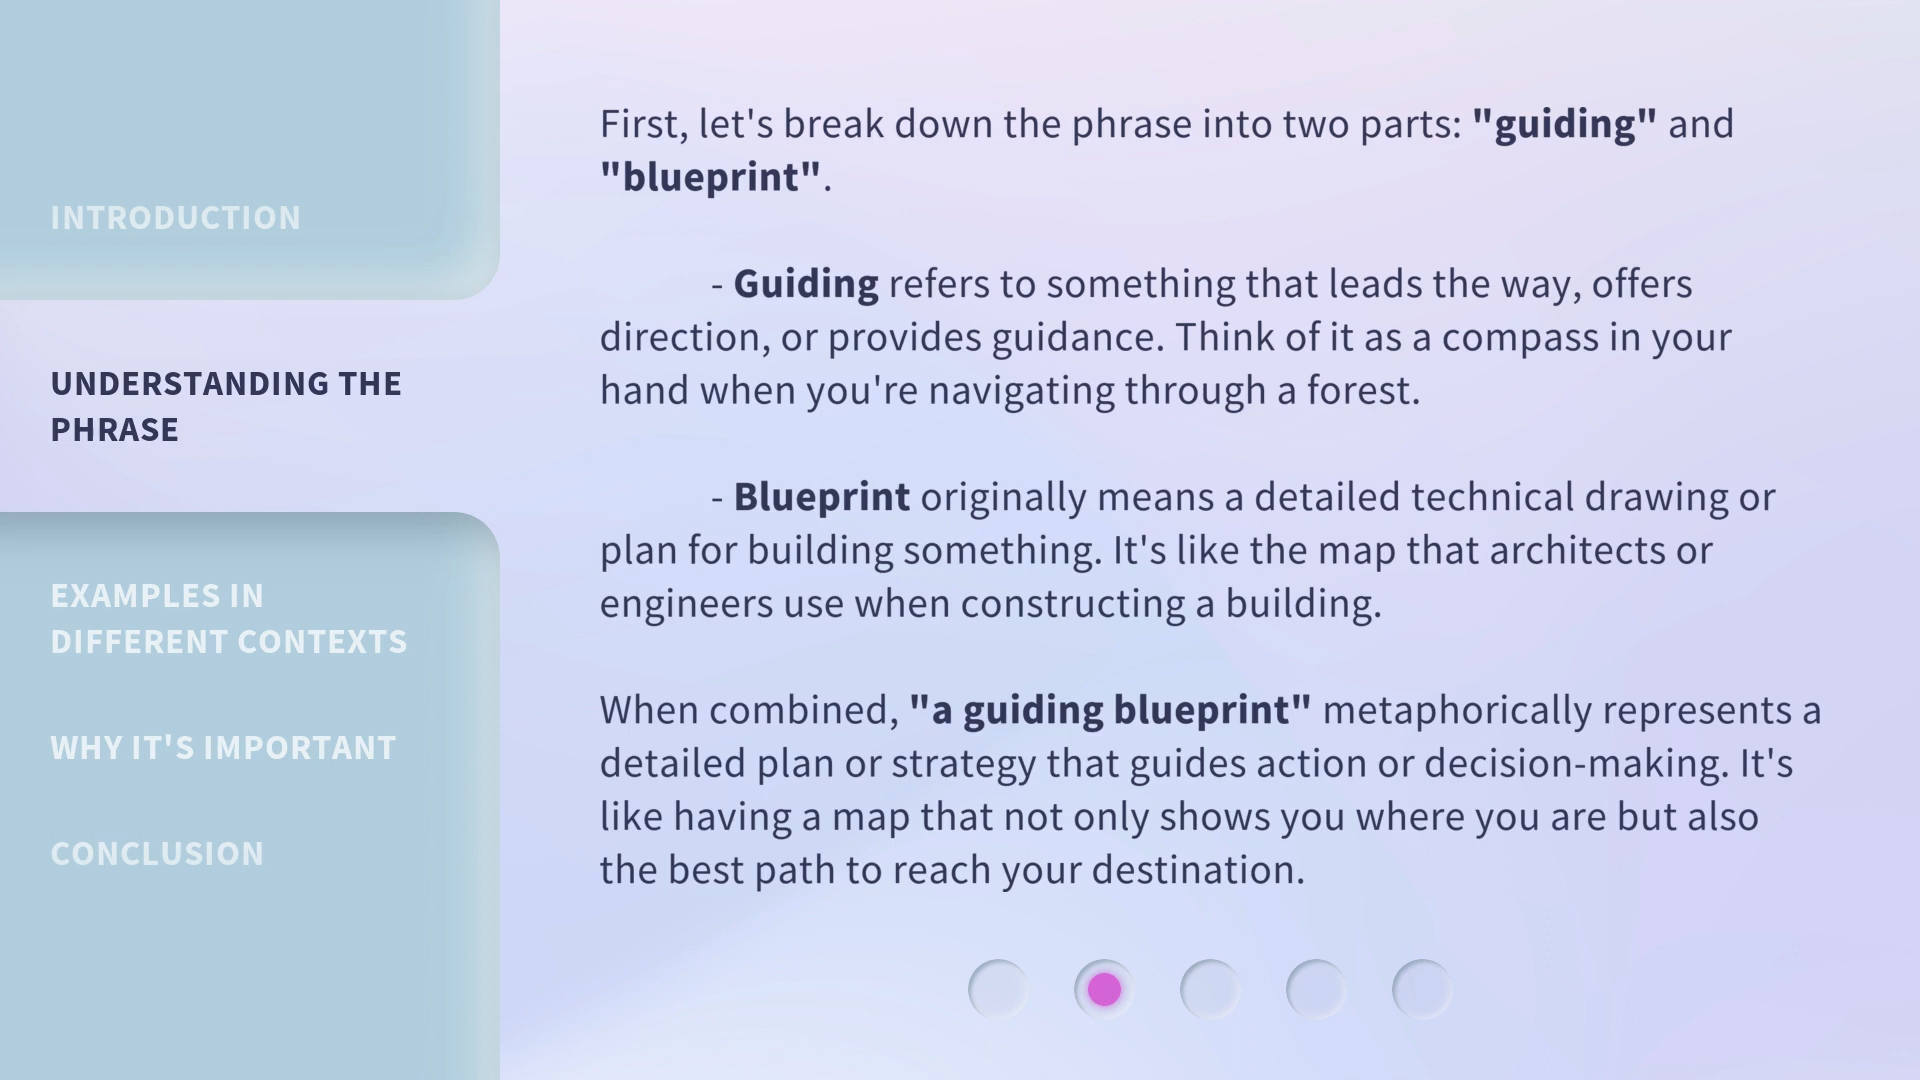 INTRODUCTION
UNDERSTANDING THE
PHRASE
EXAMPLES IN
DIFFERENT CONTEXTS
WHY IT'S IMPORTANT
CONCLUSION
First, let's break down the phrase into two parts: "guiding" and
"blueprint".
- Guiding refers to something that leads the way, offers
direction, or provides guidance. Think of it as a compass in your
hand when you're navigating through a forest.
- Blueprint originally means a detailed technical drawing or
plan for building something. It's like the map that architects or
engineers use when constructing a building.
When combined, "a guiding blueprint" metaphorically represents a
detailed plan or strategy that guides action or decision-making. It's
like having a map that not only shows you where you are but also
the best path to reach your destination.